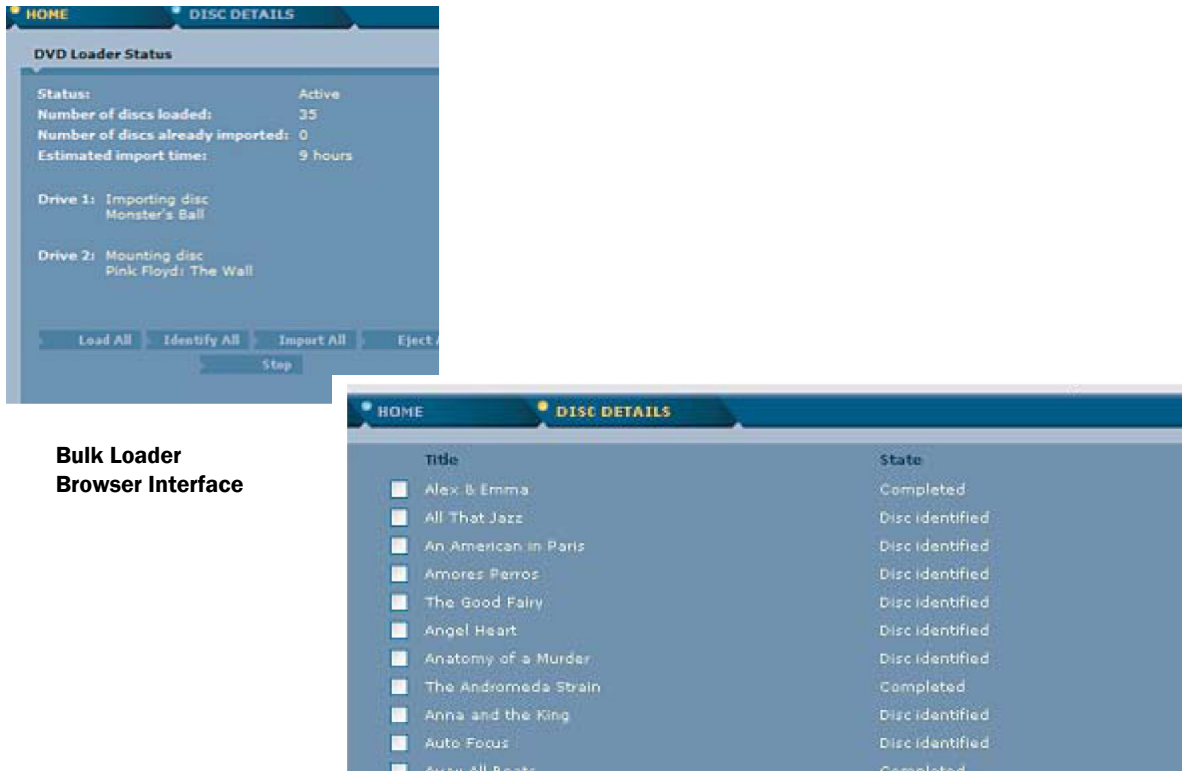 HOME DISC DETAILS
DVD Loader Status
Status: Active
Number of discs loaded: 35
Number of discs already imported: 0
Estimated import time: 9 hours
Drive 1: Importing disc
Monster's Ball
Drive 2: Mounting disc
Pink Floyd: The Wall
Load All Identify All Import All Eject
Stop
Bulk Loader
Browser Interface
HOME DISC DETAILS
Title State
Alex & Emma Completed
All That Jazz Disc identified
An American in Paris Disc identified
Amores Perros Disc identified
The Good Fairy Disc identified
Angel Heart Disc identified
Anatomy of a Murder Disc identified
The Andromeda Strain Completed
Anna and the King Disc identified
Auto Focus Disc identified
Away All Boats Completed